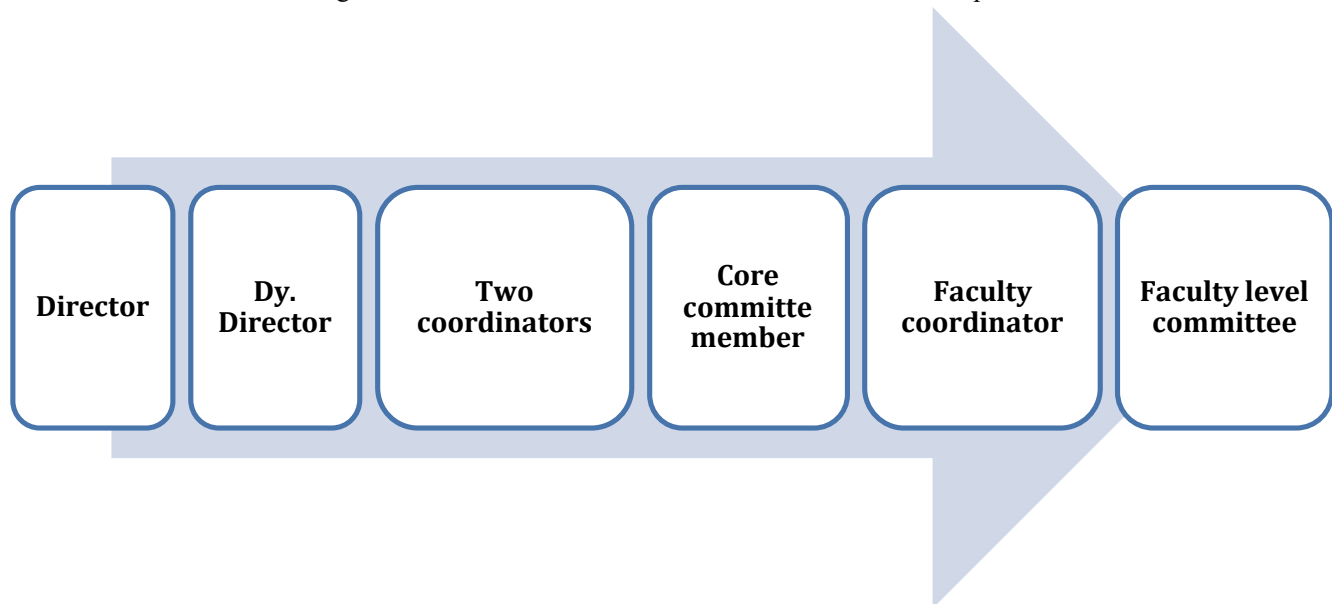 Director
Dy.
Director
Two
coordinators
Core
committe
member
Faculty
coordinator
Faculty level
committee